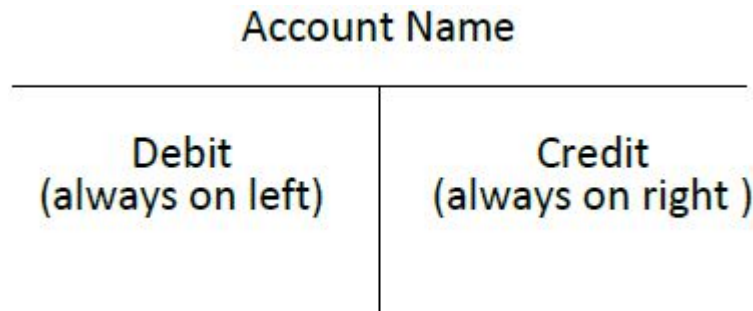 Account Name
Debit
(always on left)
Credit
(always on right )